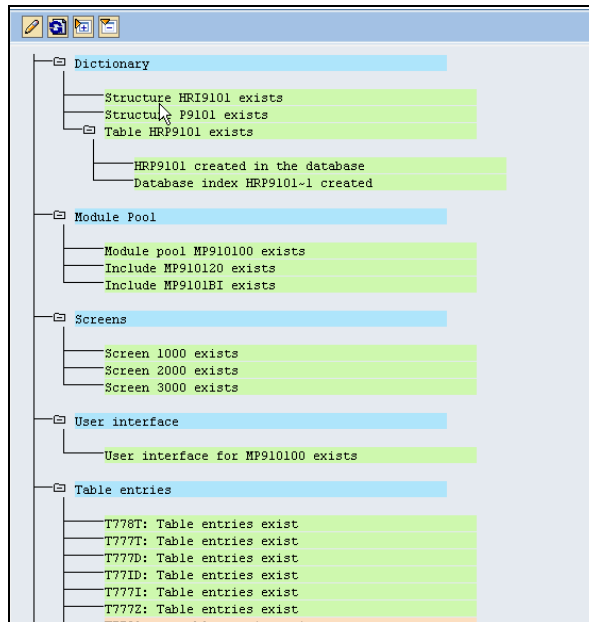 Dictionary
Structure HRI9101 exists
Structure P9101 exists
Table HRP9101 exists
HRP9101 created in the database
Database index HRP9101~1 created
Module Pool
Module pool MP910100 exists
Include MP910120 exists
Include MP9101BI exists
Screens
Screen 1000 exists
Screen 2000 exists
Screen 3000 exists
User interface
User interface for MP910100 exists
Table entries
T778T: Table entries exist
T777T: Table entries exist
T777D: Table entries exist
T77ID: Table entries exist
T777I: Table entries exist
T777Z: Table entries exist